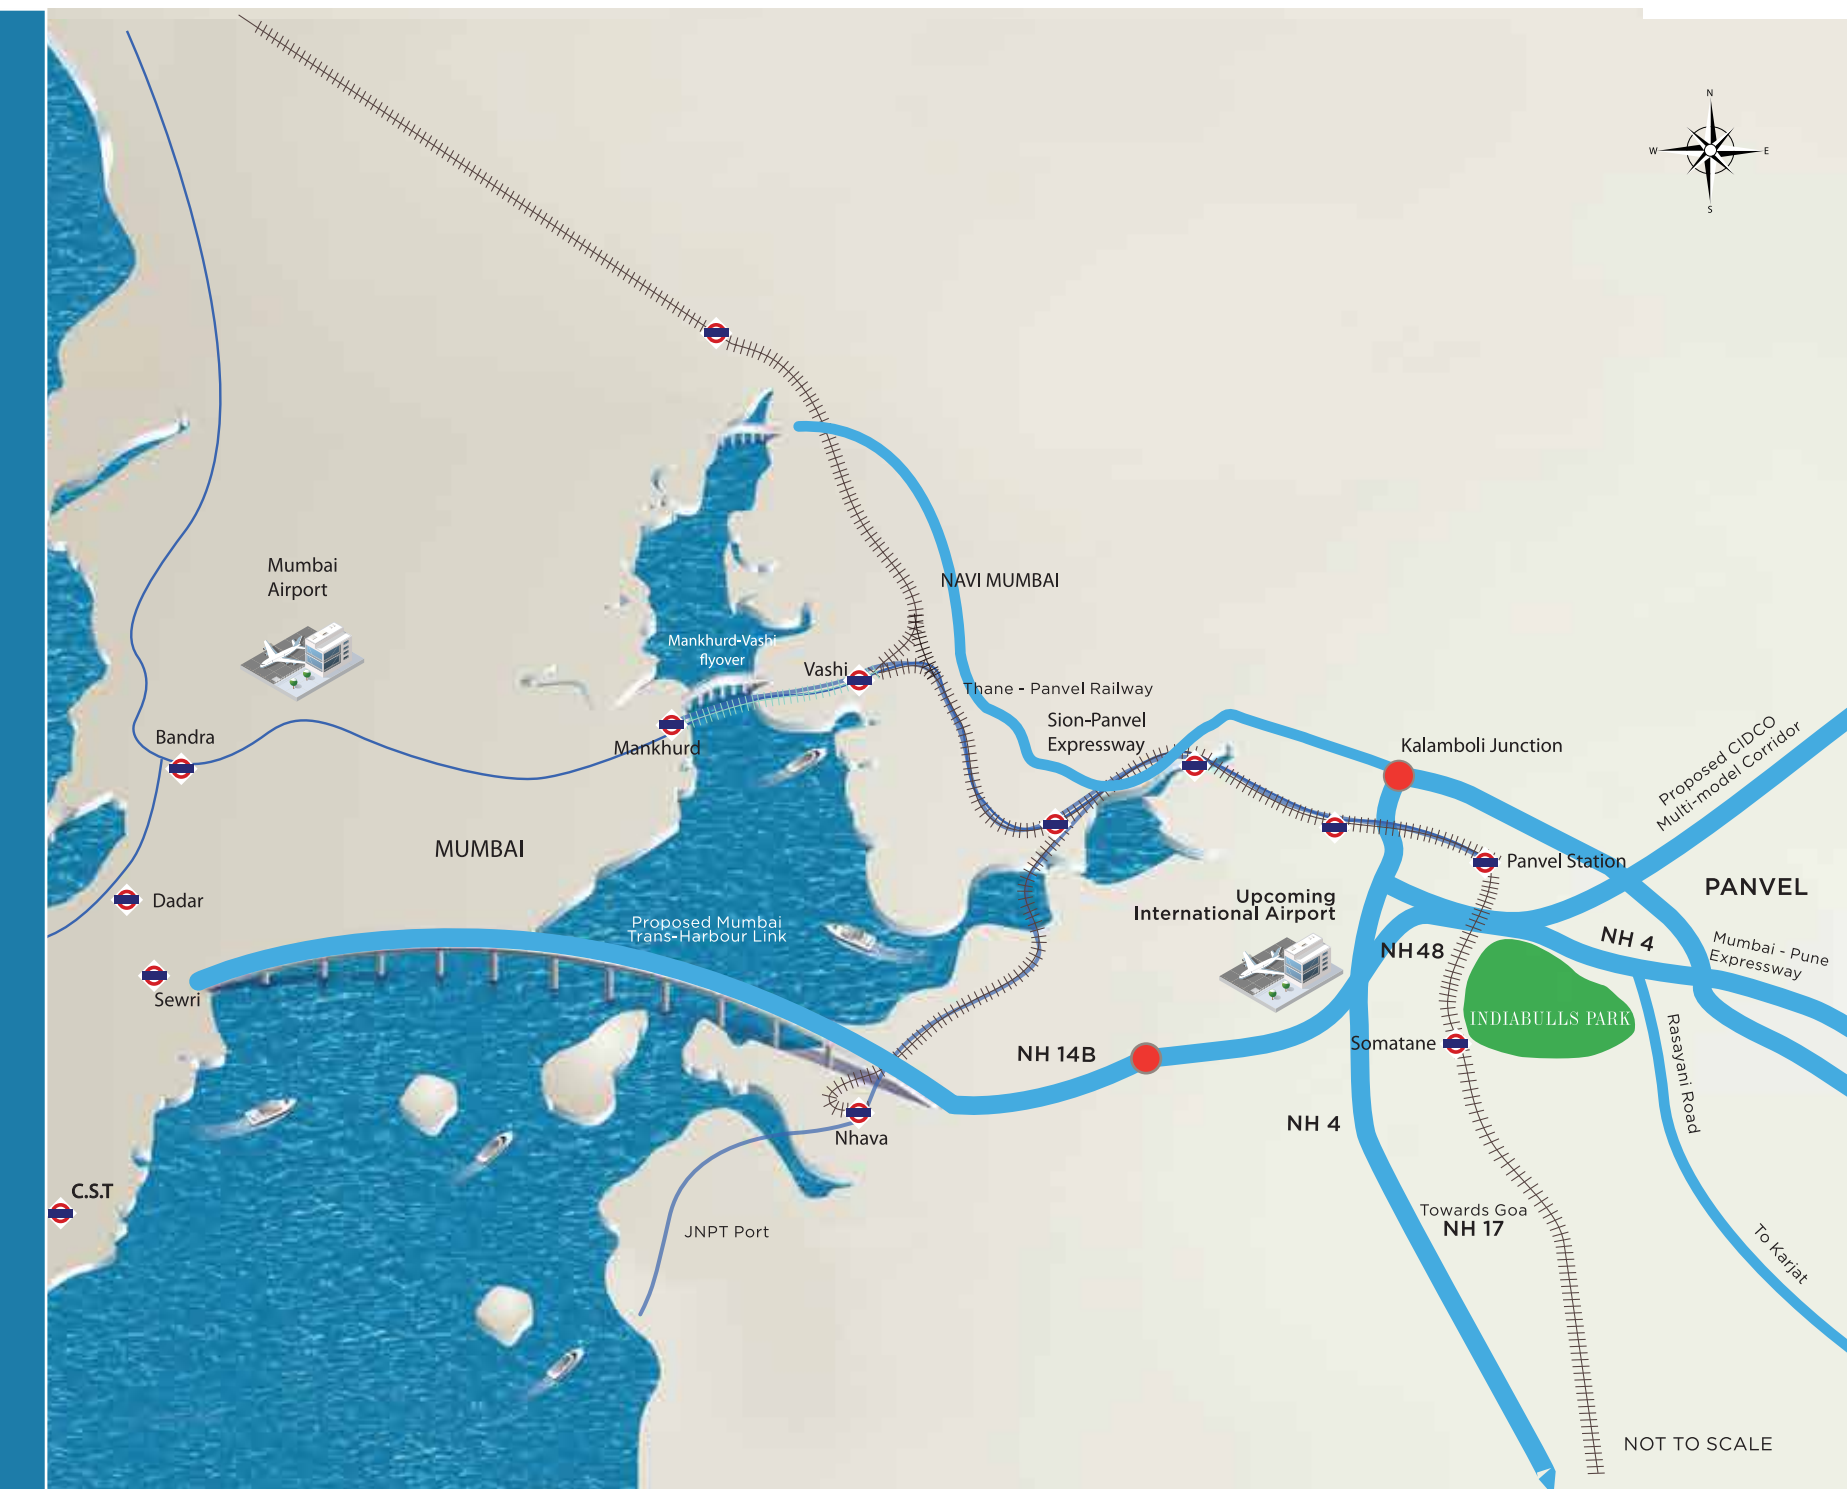 N
W
E
S
Mumbai
Airport
NAVI MUMBAI
Mankhurd-Vashi
flyover
Vashi
Thane - Panvel Railway
Sion-Panvel
Expressway
Bandra
Mankhurd
Kalamboli Junction
Proposed CIDCO
Multi-model Corridor
MUMBAI
Panvel Station
PANVEL
Dadar
Upcoming
International Airport
Proposed Mumbai
Trans-Harbour Link
NH 48
NH 4
Mumbai - Pune
Expressway
Sewri
INDIABULLS PARK
Somatane
NH 14B
Rasayani Road
NH 4
Nhava
C.S.T
JNPT Port
Towards Goa
NH 17
To Karjat
NOT TO SCALE